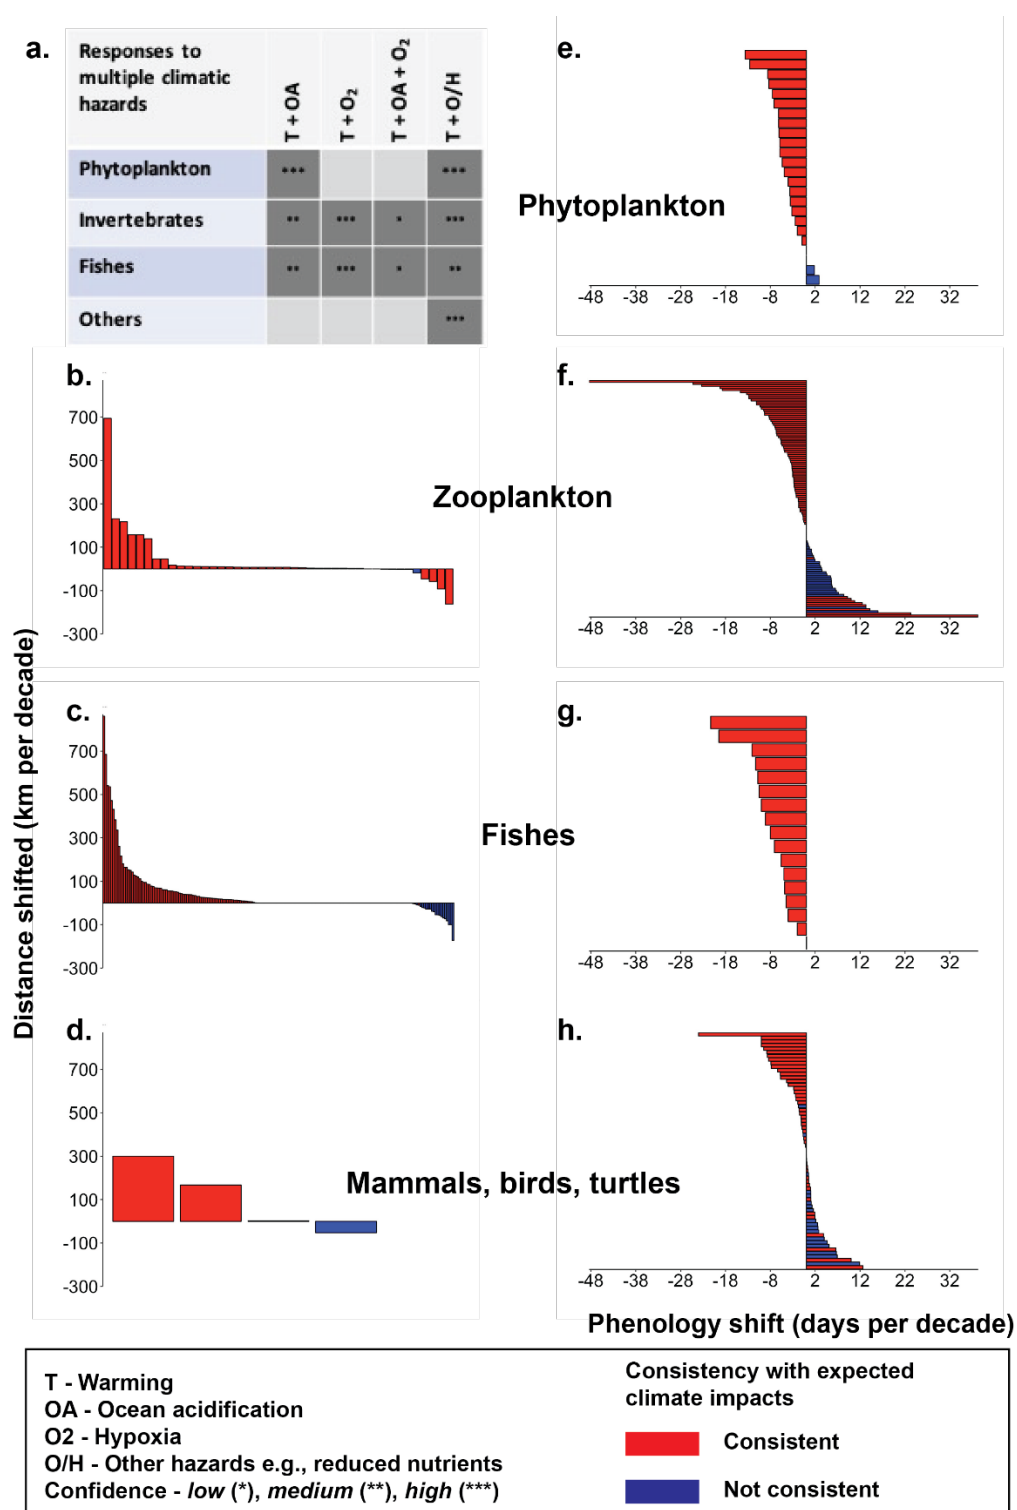 a.
Responses to
multiple climatic
hazards
T + OA
T + O₂
T + OA + O₂
T + O/H
Phytoplankton *** ***
Invertebrates ** *** * ***
Fishes ** *** * **
Others ***
e.
Phytoplankton
-48 -38 -28 -18 -8 2 12 22 32
b.
700
500
300
100
-100
-300
Zooplankton
f.
-48 -38 -28 -18 -8 2 12 22 32
c.
700
500
300
100
-100
-300
Fishes
g.
-48 -38 -28 -18 -8 2 12 22 32
d.
700
500
300
100
-100
-300
Mammals, birds, turtles
h.
-48 -38 -28 -18 -8 2 12 22 32
Distance shifted (km per decade)
Phenology shift (days per decade)
T - Warming
OA - Ocean acidification
O2 - Hypoxia
O/H - Other hazards e.g., reduced nutrients
Confidence - low (*), medium (**), high (***)
Consistency with expected
climate impacts
Consistent
Not consistent